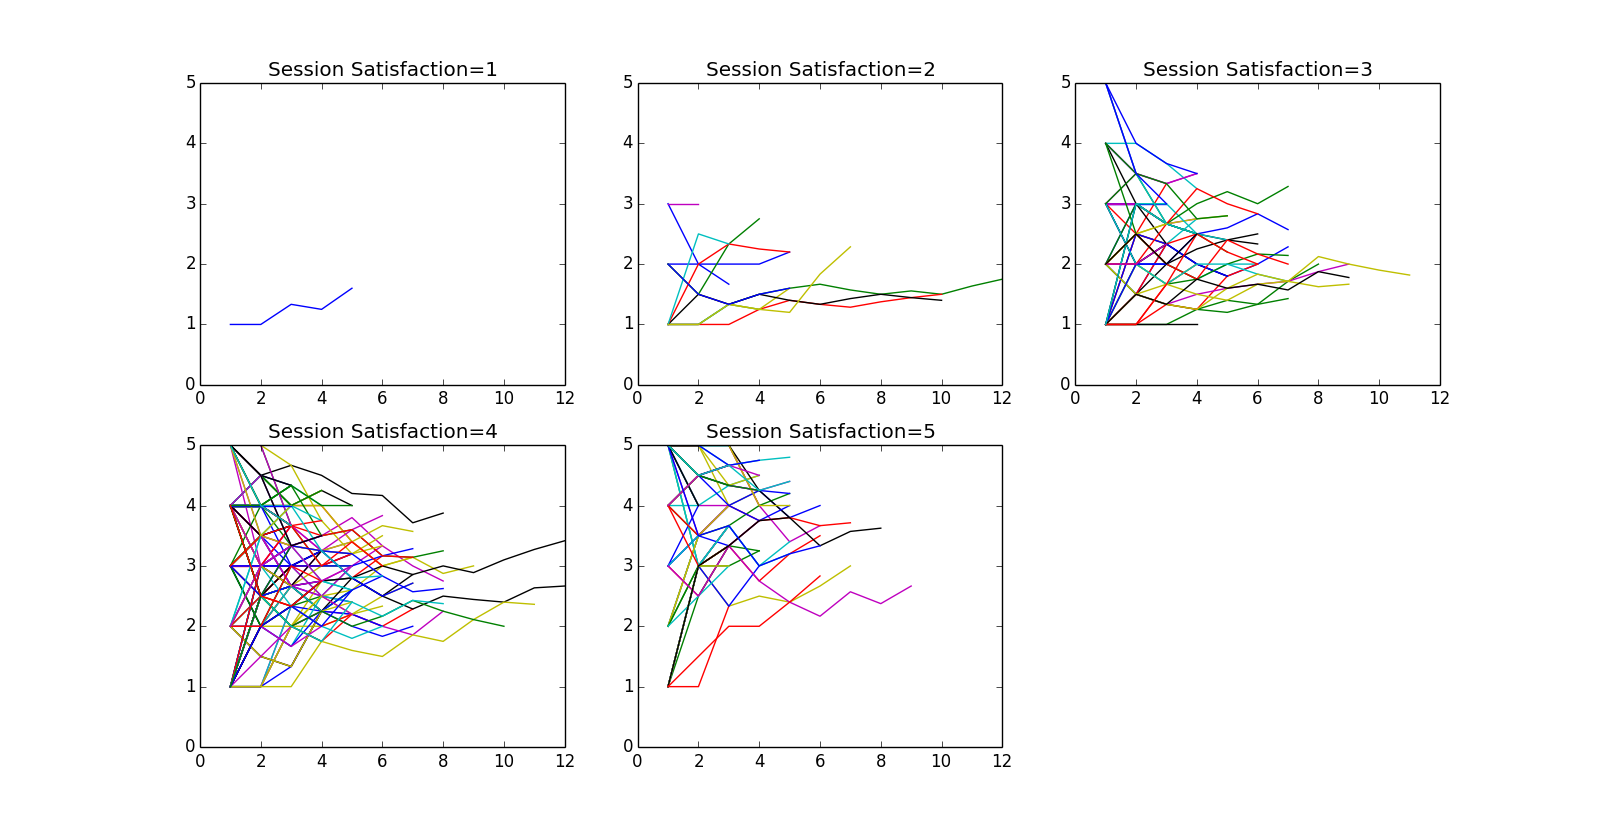 Session Satisfaction=1 Session Satisfaction=2 Session Satisfaction=3
5 5 5
4 4 4
3 3 3
2 2 2
1 1 1
0 0 0
0 2 4 6 8 10 12 0 2 4 6 8 10 12 0 2 4 6 8 10 12
Session Satisfaction=4 Session Satisfaction=5
5 5
4 4
3 3
2 2
1 1
0 0
0 2 4 6 8 10 12 0 2 4 6 8 10 12